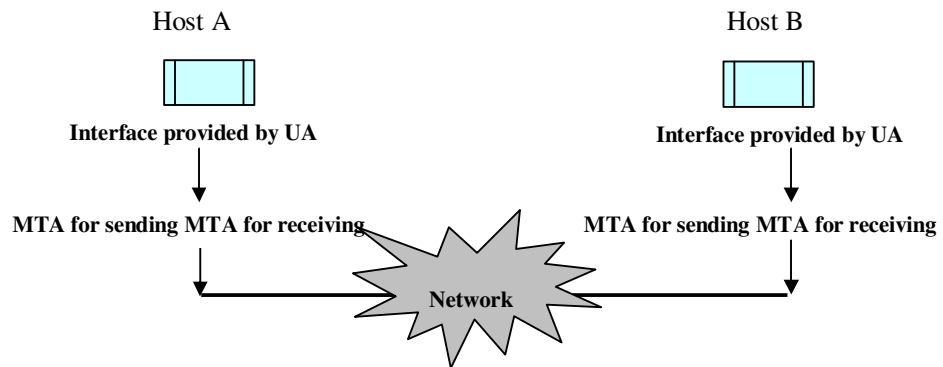 Host A
Host B
Interface provided by UA
Interface provided by UA
MTA for sending MTA for receiving
MTA for sending MTA for receiving
Network